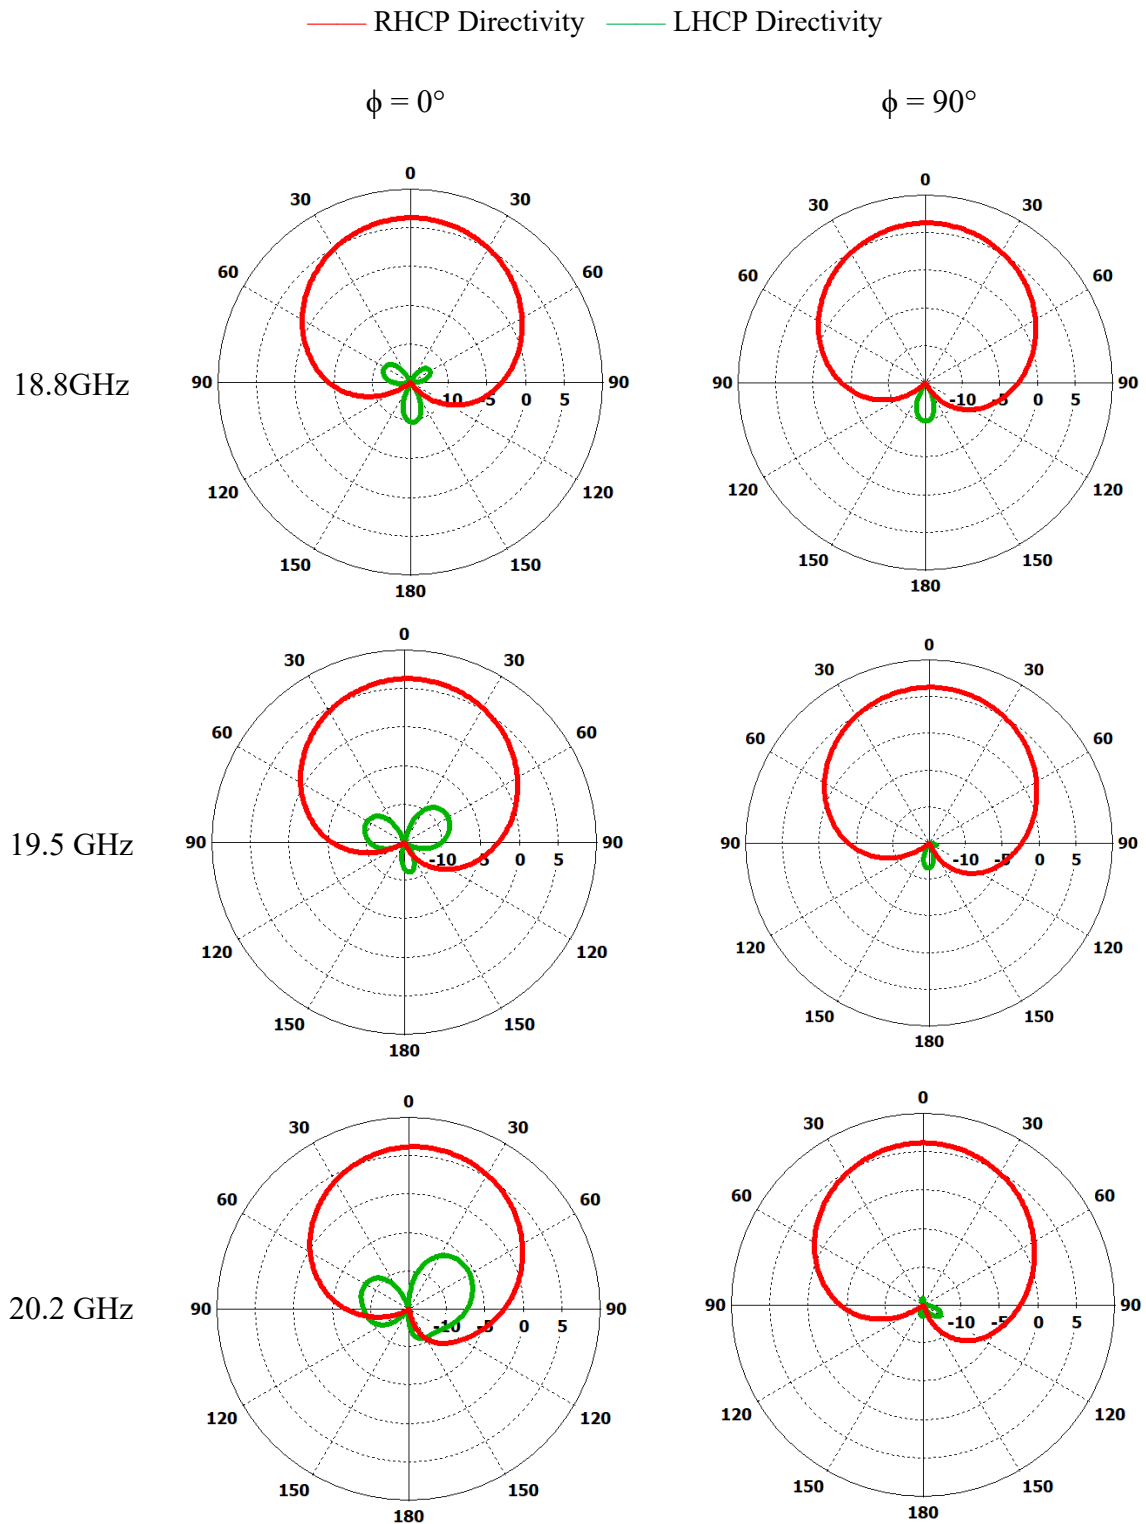 RHCP Directivity LHCP Directivity
ϕ = 0° ϕ = 90°
0 0
30 30 30 30
60 60 60 60
18.8GHz 90 -10 -5 0 5 90 90 -10 -5 0 5 90
120 120 120 120
150 150 150 150
180 180
0 0
30 30 30 30
60 60 60 60
19.5 GHz 90 -10 -5 0 5 90 90 -10 -5 0 5 90
120 120 120 120
150 150 150 150
180 180
0 0
30 30 30 30
60 60 60 60
20.2 GHz 90 -10 -5 0 5 90 90 -10 -5 0 5 90
120 120 120 120
150 150 150 150
180 180